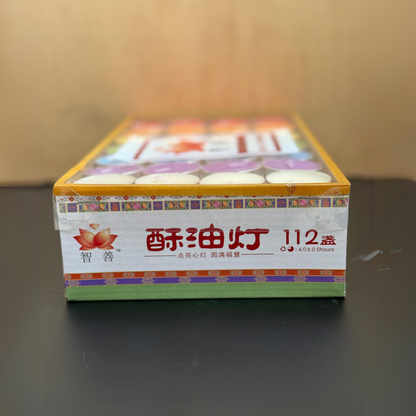 酥油灯 112盏
点亮心灯 圆满福慧
: 4.0±0.5hours
智善
TM